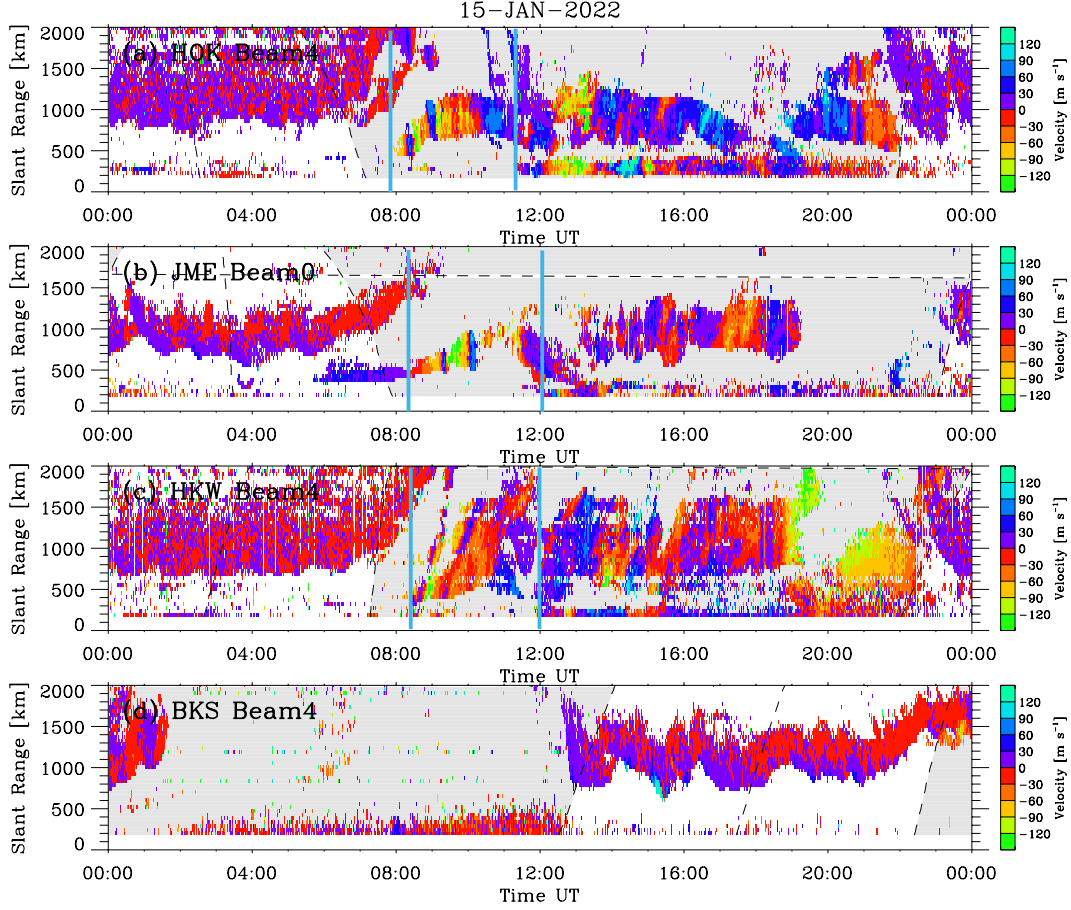 15-JAN-2022
(a) HOK Beam4
Slant Range [km]
2000
1500
1000
500
0
00:00 04:00 08:00 12:00 16:00 20:00 00:00
Time UT
120
90
60
30
0
-30
-60
-90
-120
Velocity [m s⁻¹]
(b) JME Beam0
Slant Range [km]
2000
1500
1000
500
0
00:00 04:00 08:00 12:00 16:00 20:00 00:00
Time UT
120
90
60
30
0
-30
-60
-90
-120
Velocity [m s⁻¹]
(c) HKW Beam4
Slant Range [km]
2000
1500
1000
500
0
00:00 04:00 08:00 12:00 16:00 20:00 00:00
Time UT
120
90
60
30
0
-30
-60
-90
-120
Velocity [m s⁻¹]
(d) BKS Beam4
Slant Range [km]
2000
1500
1000
500
0
00:00 04:00 08:00 12:00 16:00 20:00 00:00
Time UT
120
90
60
30
0
-30
-60
-90
-120
Velocity [m s⁻¹]